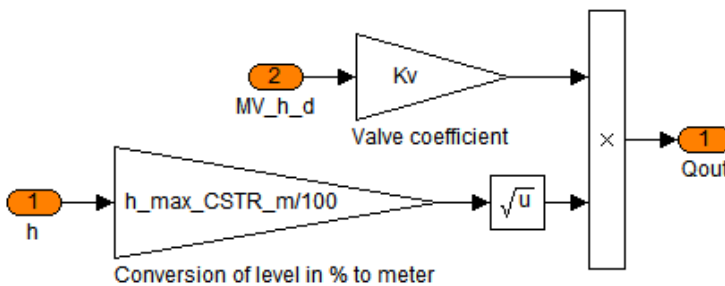 2
MV_h_d
Kv
Valve coefficient
×
1
Qout
1
h
h_max_CSTR_m/100
√u
Conversion of level in % to meter